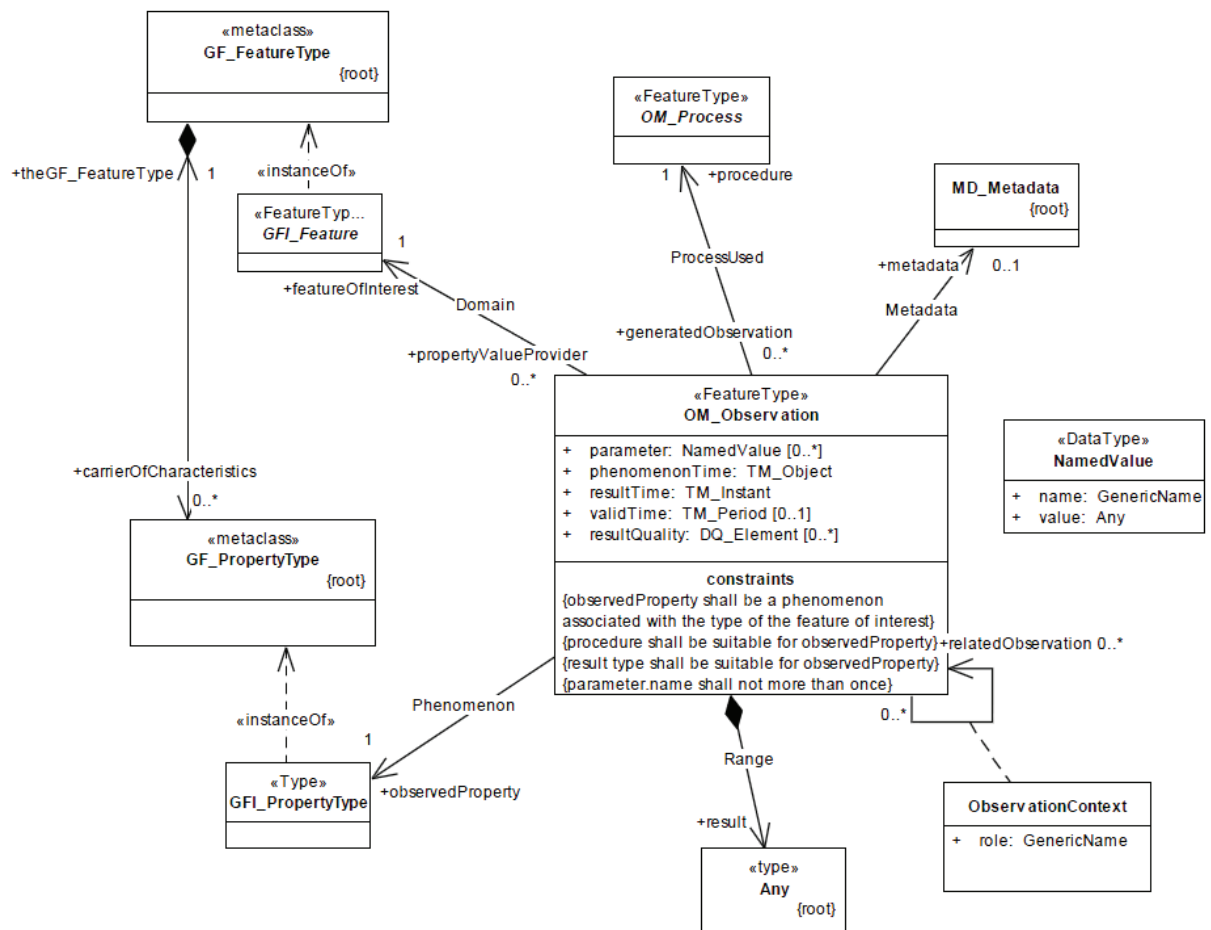 «metaclass»
GF_FeatureType
{root}
«FeatureType»
OM_Process
+theGF_FeatureType
1
«instanceOf»
1
+procedure
MD_Metadata
{root}
«FeatureTyp...
GFI_Feature
1
+featureOfInterest
ProcessUsed
+metadata
0..1
Domain
Metadata
+generatedObservation
0..*
+propertyValueProvider
0..*
«FeatureType»
OM_Observation
+ parameter: NamedValue [0..*]
+ phenomenonTime: TM_Object
+ resultTime: TM_Instant
+ validTime: TM_Period [0..1]
+ resultQuality: DQ_Element [0..*]
constraints
{observedProperty shall be a phenomenon
associated with the type of the feature of interest}
{procedure shall be suitable for observedProperty}
{result type shall be suitable for observedProperty}
{parameter.name shall not more than once}
«DataType»
NamedValue
+ name: GenericName
+ value: Any
+carrierOfCharacteristics
0..*
«metaclass»
GF_PropertyType
{root}
+relatedObservation 0..*
0..*
«instanceOf»
Phenomenon
1
+observedProperty
«Type»
GFI_PropertyType
Range
+result
ObservationContext
+ role: GenericName
«type»
Any
{root}